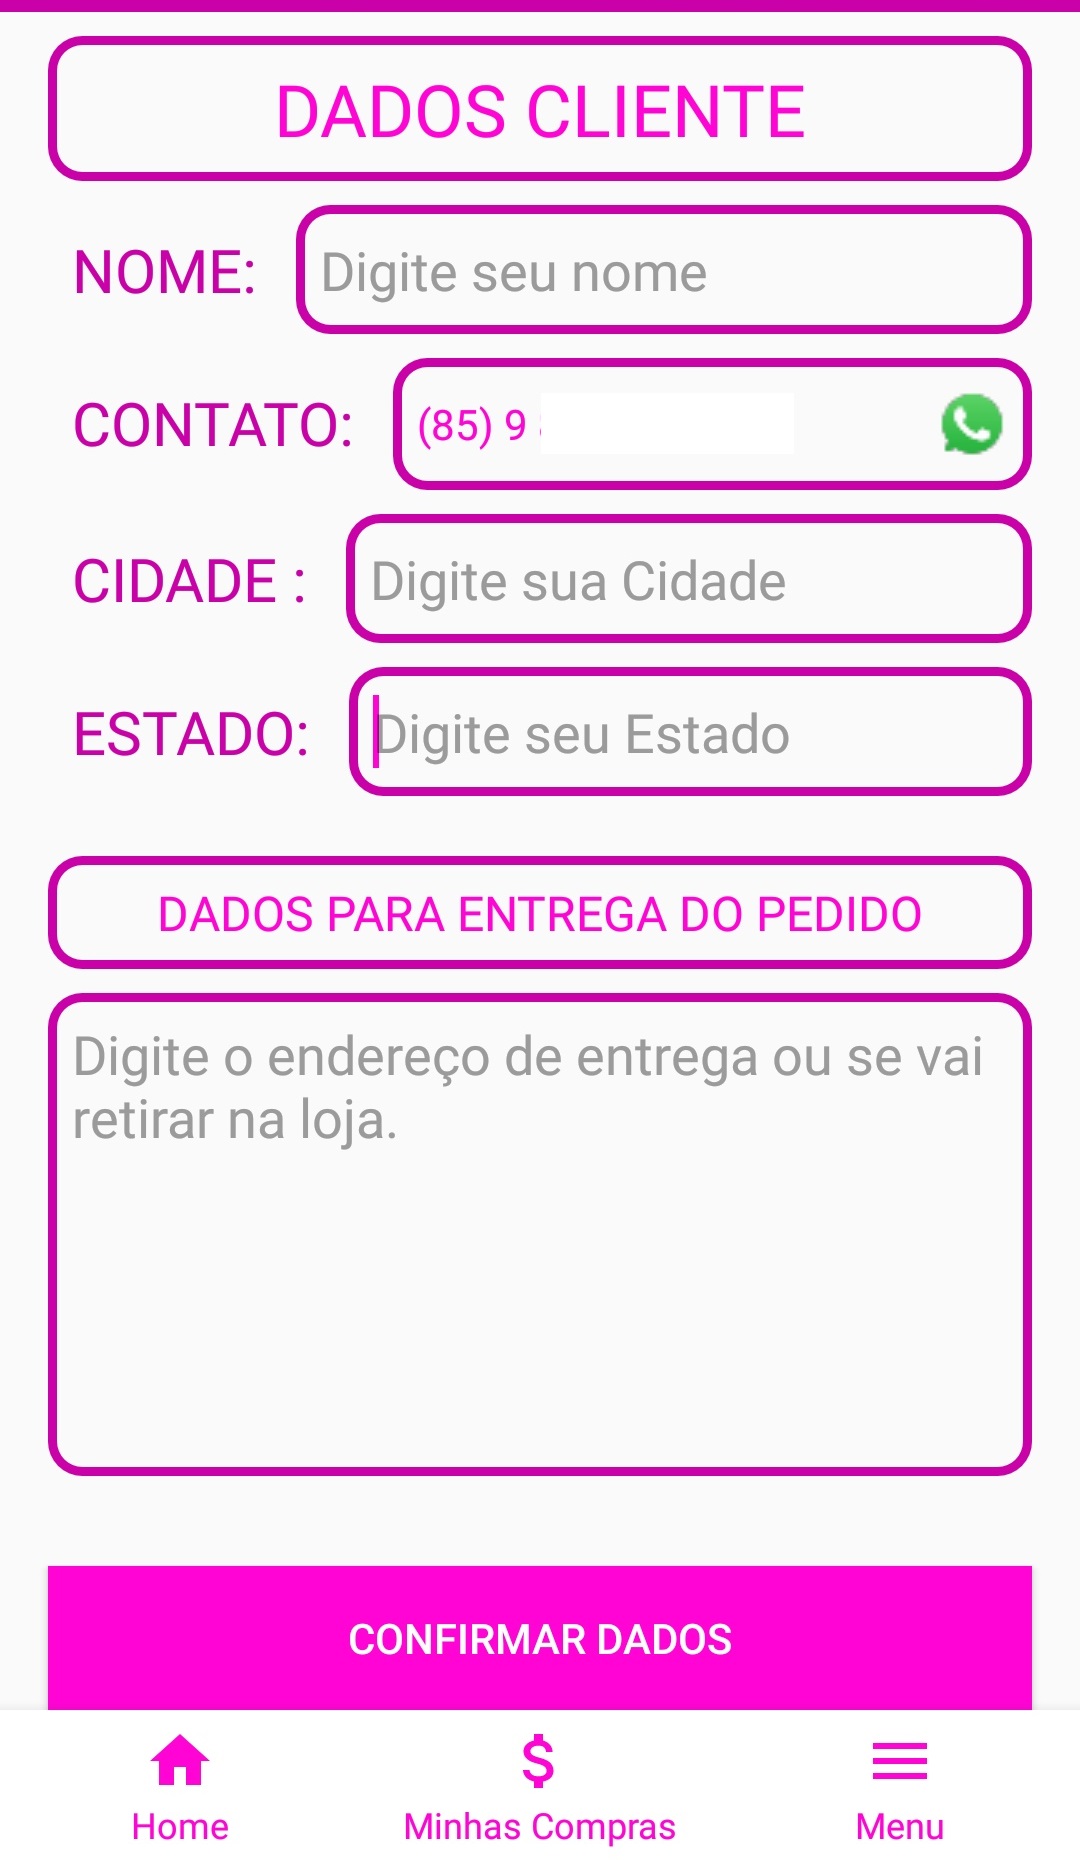 DADOS CLIENTE
NOME: Digite seu nome
CONTATO: (85) 9
CIDADE : Digite sua Cidade
ESTADO: Digite seu Estado
DADOS PARA ENTREGA DO PEDIDO
Digite o endereço de entrega ou se vai
retirar na loja.
CONFIRMAR DADOS
Home Minhas Compras Menu